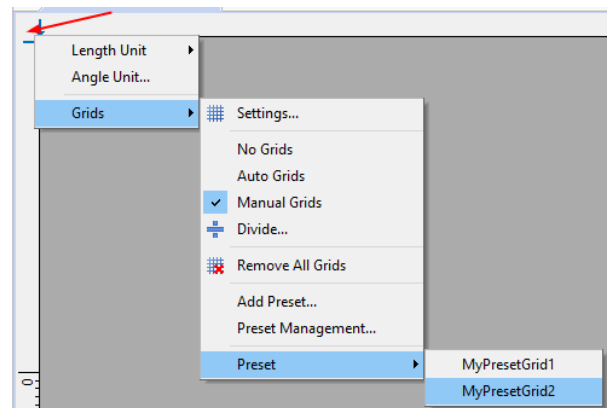 Length Unit
Angle Unit...
Grids
Settings...
No Grids
Auto Grids
Manual Grids
Divide...
Remove All Grids
Add Preset...
Preset Management...
Preset
MyPresetGrid1
MyPresetGrid2
0